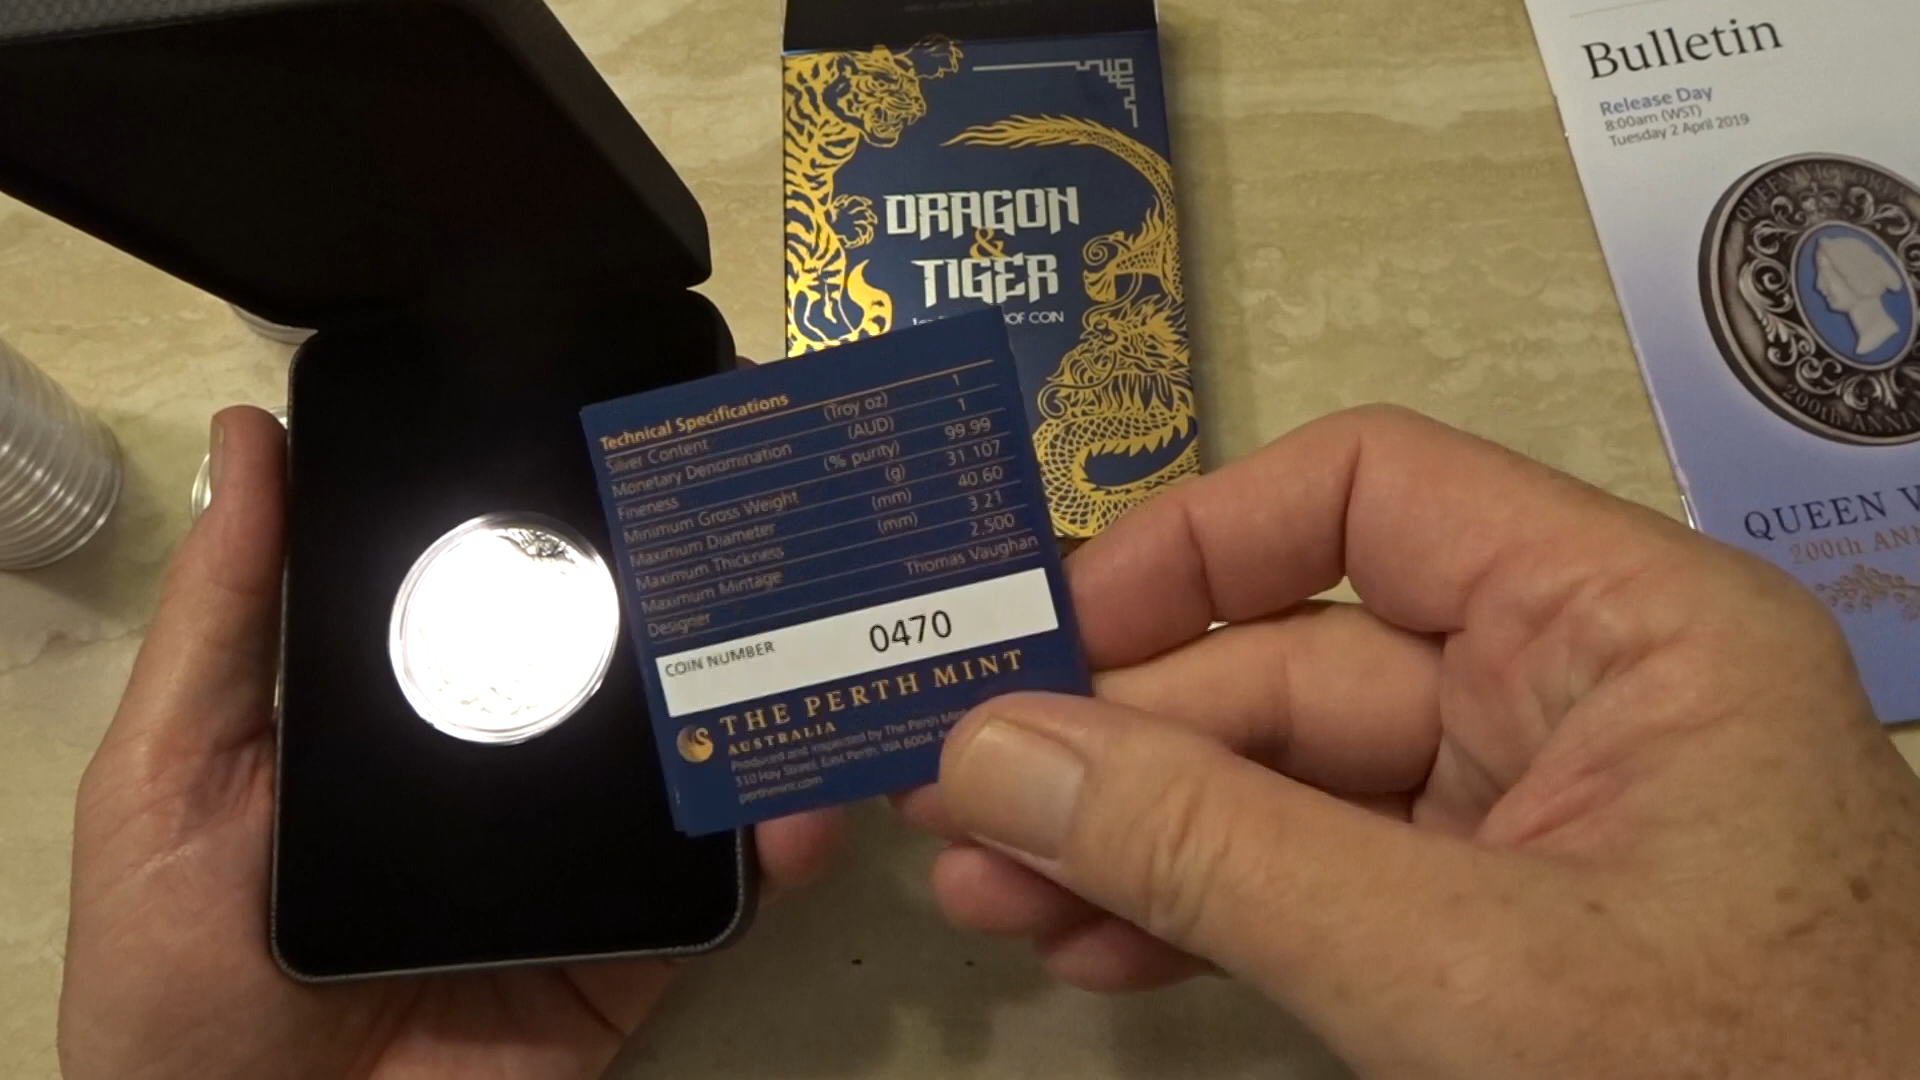 DRAGON
&
TIGER
OF COIN
Technical Specifications
Silver Content (Troy oz) 1
Monetary Denomination (AUD) 1
Fineness (% purity) 99.99
Minimum Gross Weight (g) 31.107
Maximum Diameter (mm) 40.60
Maximum Thickness (mm) 3.21
Maximum Mintage 2,500
Designer Thomas Vaughan
COIN NUMBER 0470
THE PERTH MINT
AUSTRALIA
Produced and inspected by The Perth Mint
310 Hay Street, East Perth, WA 6004,
perthmint.com
Bulletin
Release Day
8:00am (WST)
Tuesday 2 April 2019
QUEEN VICTORIA
200th ANNI
QUEEN
200th ANN